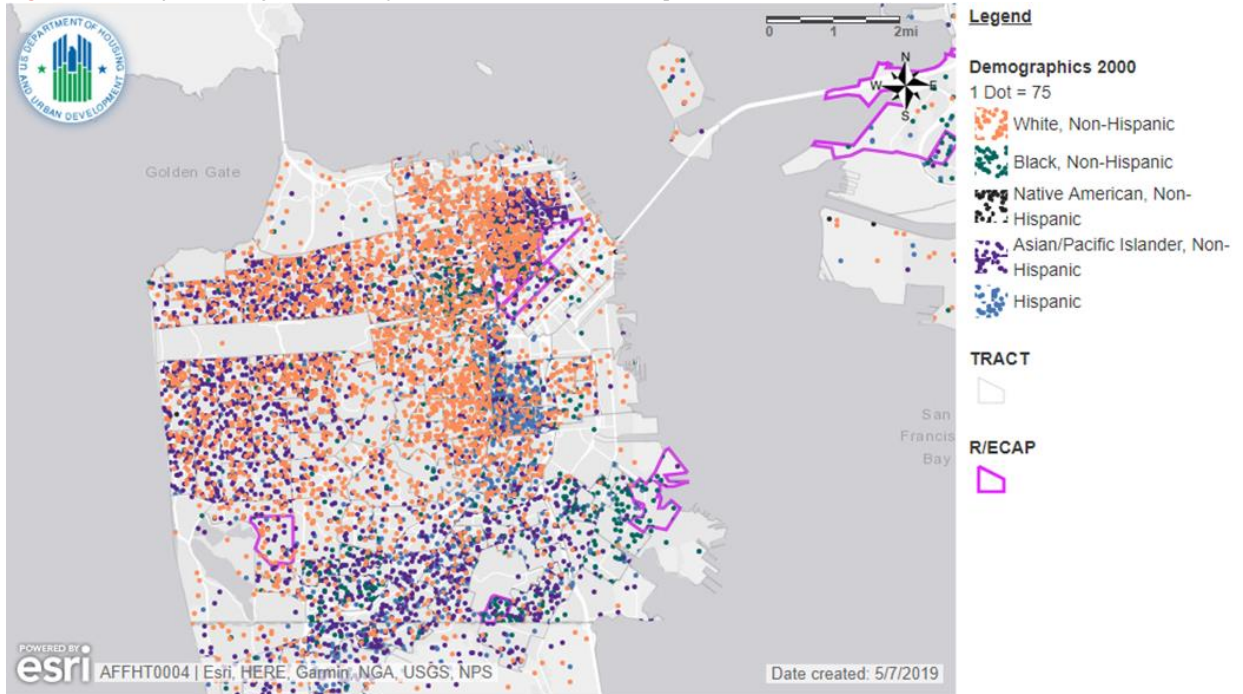 US DEPARTMENT OF HOUSING
AND URBAN DEVELOPMENT
Golden Gate
0 1 2mi
N
W E
S
San
Francis
Bay
POWERED BY
esri
AFFHT0004 | Esri, HERE, Garmin, NGA, USGS, NPS
Date created: 5/7/2019
Legend
Demographics 2000
1 Dot = 75
White, Non-Hispanic
Black, Non-Hispanic
Native American, Non-
Hispanic
Asian/Pacific Islander, Non-
Hispanic
Hispanic
TRACT
R/ECAP